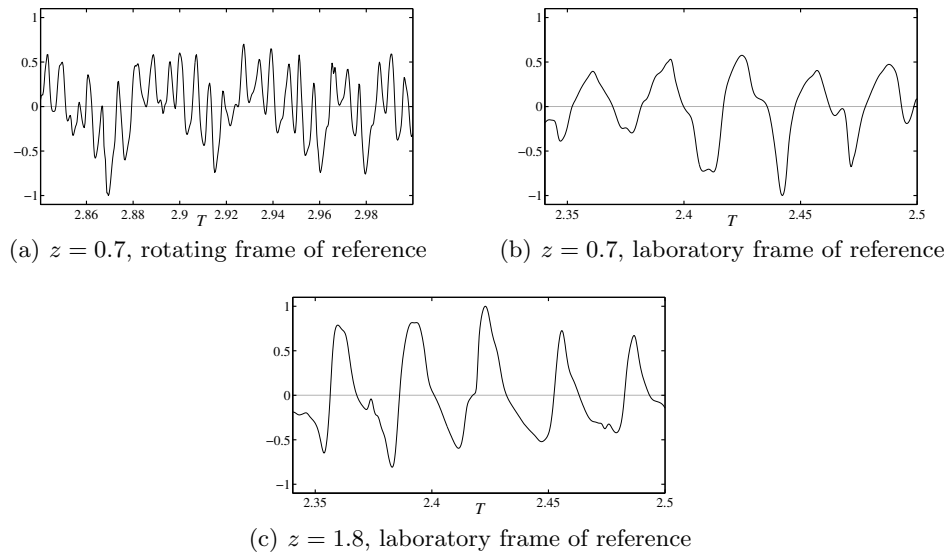 1
0.5
0
−0.5
−1
2.86 2.88 2.9 2.92 2.94 2.96 2.98
T
(a) z = 0.7, rotating frame of reference
1
0.5
0
−0.5
−1
2.35 2.4 2.45 2.5
T
(b) z = 0.7, laboratory frame of reference
1
0.5
0
−0.5
−1
2.35 2.4 2.45 2.5
T
(c) z = 1.8, laboratory frame of reference